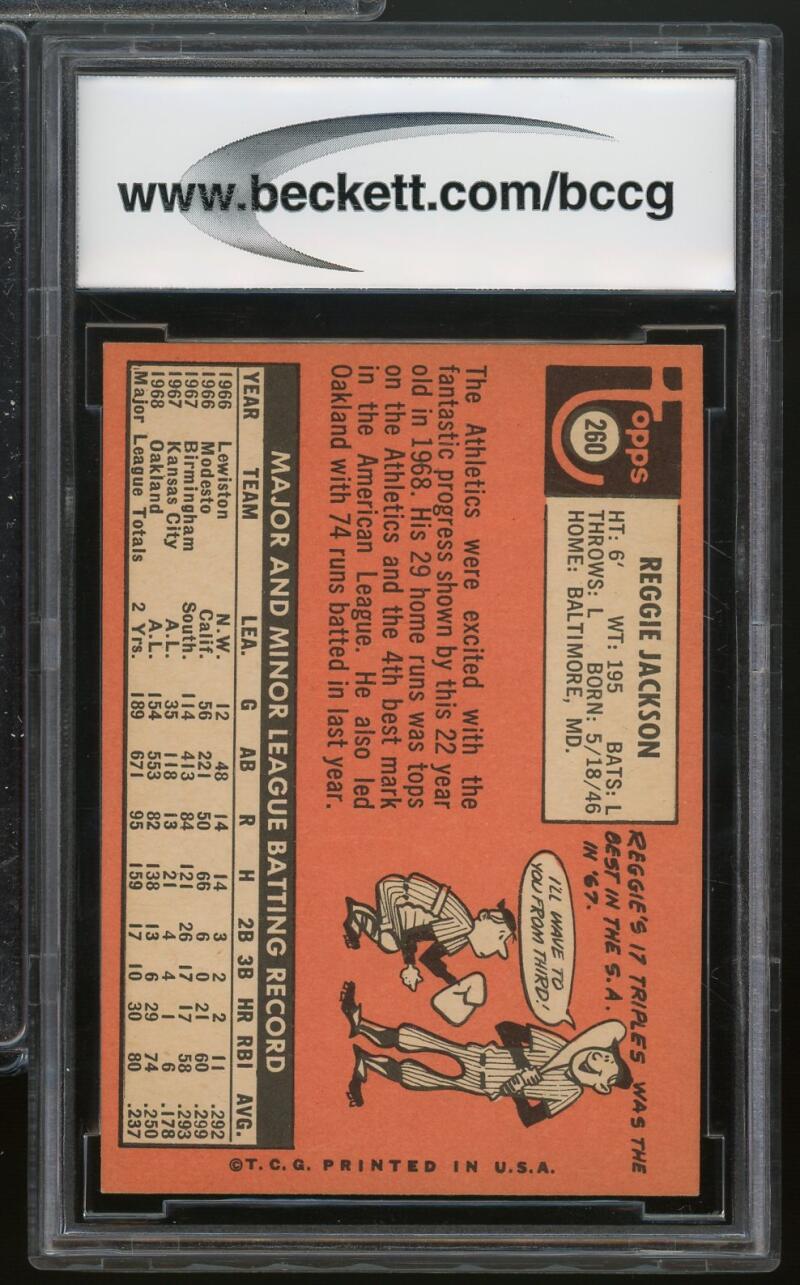 www.beckett.com/bccg
Topps
260
REGGIE JACKSON
HT: 6' WT: 195 BATS: L
THROWS: L BORN: 5/18/46
HOME: BALTIMORE, MD.
REGGIE'S 17 TRIPLES WAS THE
BEST IN THE S.A.
IN '67.
I'LL WAVE TO
YOU FROM THIRD!
The Athletics were excited with the
fantastic progress shown by this 22 year
old in 1968. His 29 home runs was tops
on the Athletics and the 4th best mark
in the American League. He also led
Oakland with 74 runs batted in last year.
MAJOR AND MINOR LEAGUE BATTING RECORD
YEAR TEAM LEA. G AB R H 2B 3B HR RBI AVG.
1966 Lewiston N.W. 12 48 14 14 3 2 2 11 .292
1966 Modesto Calif. 56 221 50 66 6 0 21 60 .299
1967 Birmingham South. 114 413 84 121 26 17 17 58 .293
1967 Kansas City A.L. 35 118 13 21 4 4 1 6 .178
1968 Oakland A.L. 154 553 82 138 13 6 29 74 .250
Major League Totals 2 Yrs. 189 671 95 159 17 10 30 80 .237
©T.C.G. PRINTED IN U.S.A.